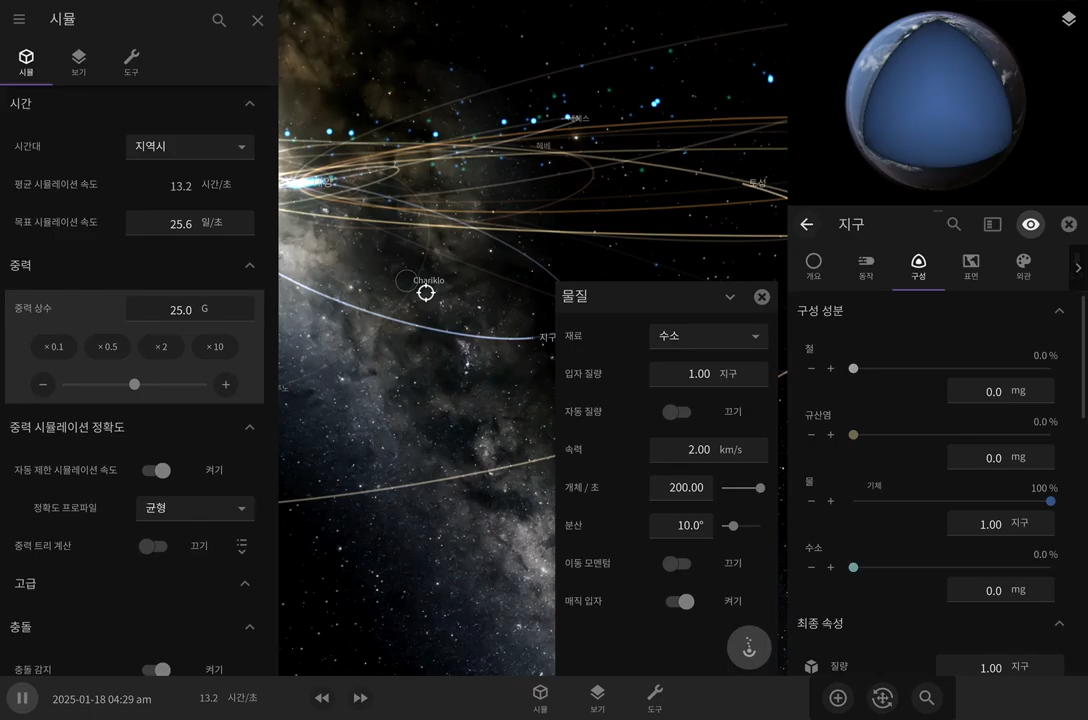 시뮬
시뮬
보기
도구
시간
시간대
지역시
평균 시뮬레이션 속도
13.2 시간/초
목표 시뮬레이션 속도
25.6 일/초
중력
중력 상수
25.0 G
× 0.1
× 0.5
× 2
× 10
중력 시뮬레이션 정확도
자동 제한 시뮬레이션 속도
켜기
정확도 프로파일
균형
중력 트리 계산
끄기
고급
충돌
충돌 감지
켜기
헤베
토성
Chariklo
지구
물질
재료
수소
입자 질량
1.00 지구
자동 질량
끄기
속력
2.00 km/s
개체 / 초
200.00
분산
10.0°
이동 모멘텀
끄기
매직 입자
켜기
지구
개요
동작
구성
표면
외관
구성 성분
철
0.0 %
0.0 mg
규산염
0.0 %
0.0 mg
물
기체
100 %
1.00 지구
수소
0.0 %
0.0 mg
최종 속성
질량
1.00 지구
2025-01-18 04:29 am
13.2 시간/초
시뮬
보기
도구